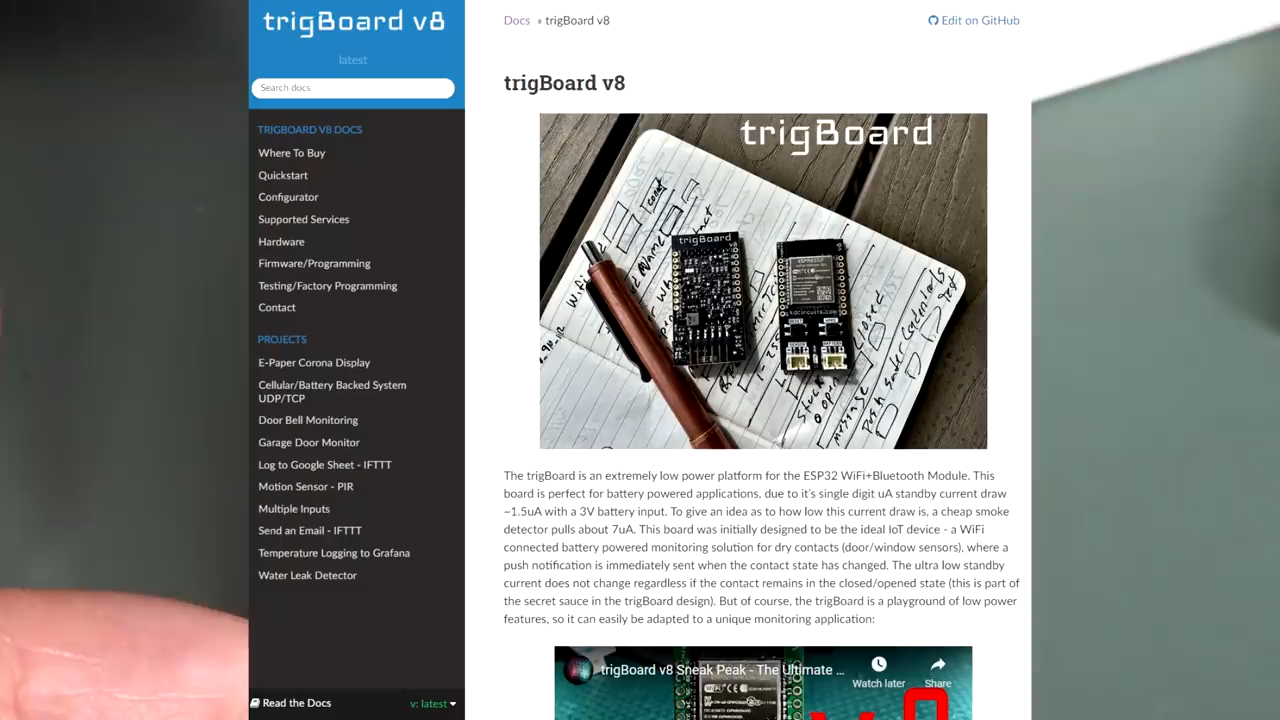 trigBoard v8
latest
Search docs
TRIGBOARD V8 DOCS
Where To Buy
Quickstart
Configurator
Supported Services
Hardware
Firmware/Programming
Testing/Factory Programming
Contact
PROJECTS
E-Paper Corona Display
Cellular/Battery Backed System
UDP/TCP
Door Bell Monitoring
Garage Door Monitor
Log to Google Sheet - IFTTT
Motion Sensor - PIR
Multiple Inputs
Send an Email - IFTTT
Temperature Logging to Grafana
Water Leak Detector
Read the Docs
v: latest
Docs » trigBoard v8
Edit on GitHub
trigBoard v8
trigBoard
trigBoard
kdcircuits.com
The trigBoard is an extremely low power platform for the ESP32 WiFi+Bluetooth Module. This
board is perfect for battery powered applications, due to it's single digit uA standby current draw
~1.5uA with a 3V battery input. To give an idea as to how low this current draw is, a cheap smoke
detector pulls about 7uA. This board was initially designed to be the ideal IoT device - a WiFi
connected battery powered monitoring solution for dry contacts (door/window sensors), where a
push notification is immediately sent when the contact state has changed. The ultra low standby
current does not change regardless if the contact remains in the closed/opened state (this is part of
the secret sauce in the trigBoard design). But of course, the trigBoard is a playground of low power
features, so it can easily be adapted to a unique monitoring application:
trigBoard v8 Sneak Peak - The Ultimate ...
Watch later
Share